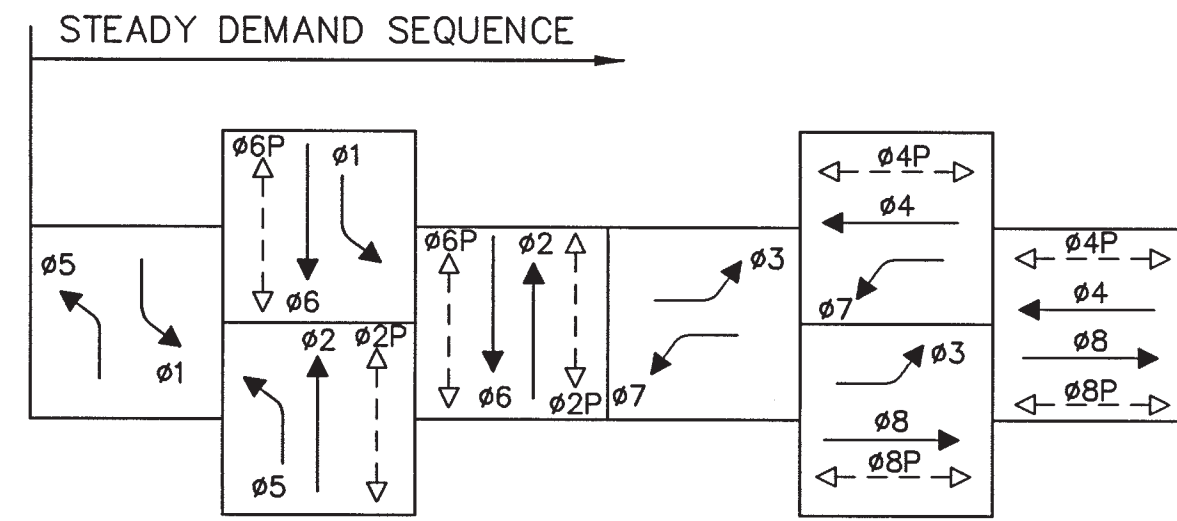 STEADY DEMAND SEQUENCE
ø5
ø1
ø6P
ø1
ø6
ø2
ø2P
ø5
ø6P
ø2
ø6
ø2P
ø3
ø7
ø4P
ø4
ø7
ø3
ø8
ø8P
ø4P
ø4
ø8
ø8P